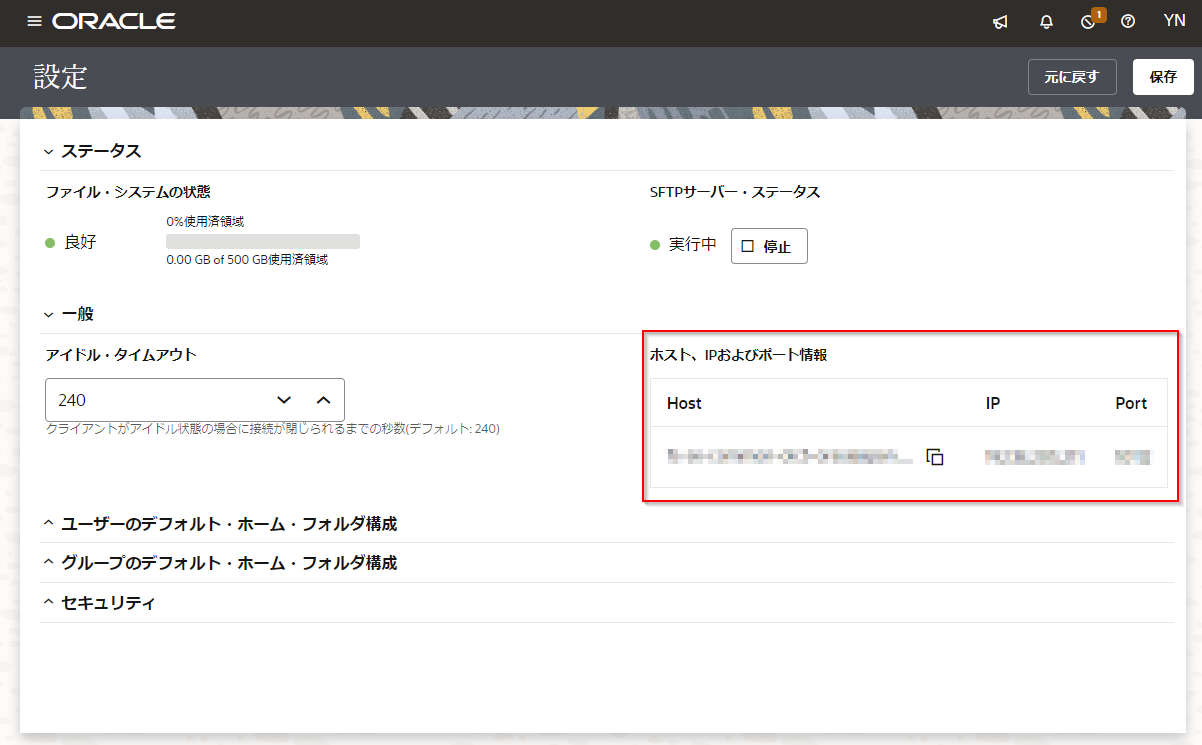 ORACLE
1
YN
設定
元に戻す
保存
ステータス
ファイル・システムの状態
SFTPサーバー・ステータス
0%使用済領域
良好
0.00 GB of 500 GB使用済領域
実行中
停止
一般
アイドル・タイムアウト
ホスト、IPおよびポート情報
240
クライアントがアイドル状態の場合に接続が閉じられるまでの秒数(デフォルト: 240)
Host IP Port
ユーザーのデフォルト・ホーム・フォルダ構成
グループのデフォルト・ホーム・フォルダ構成
セキュリティ